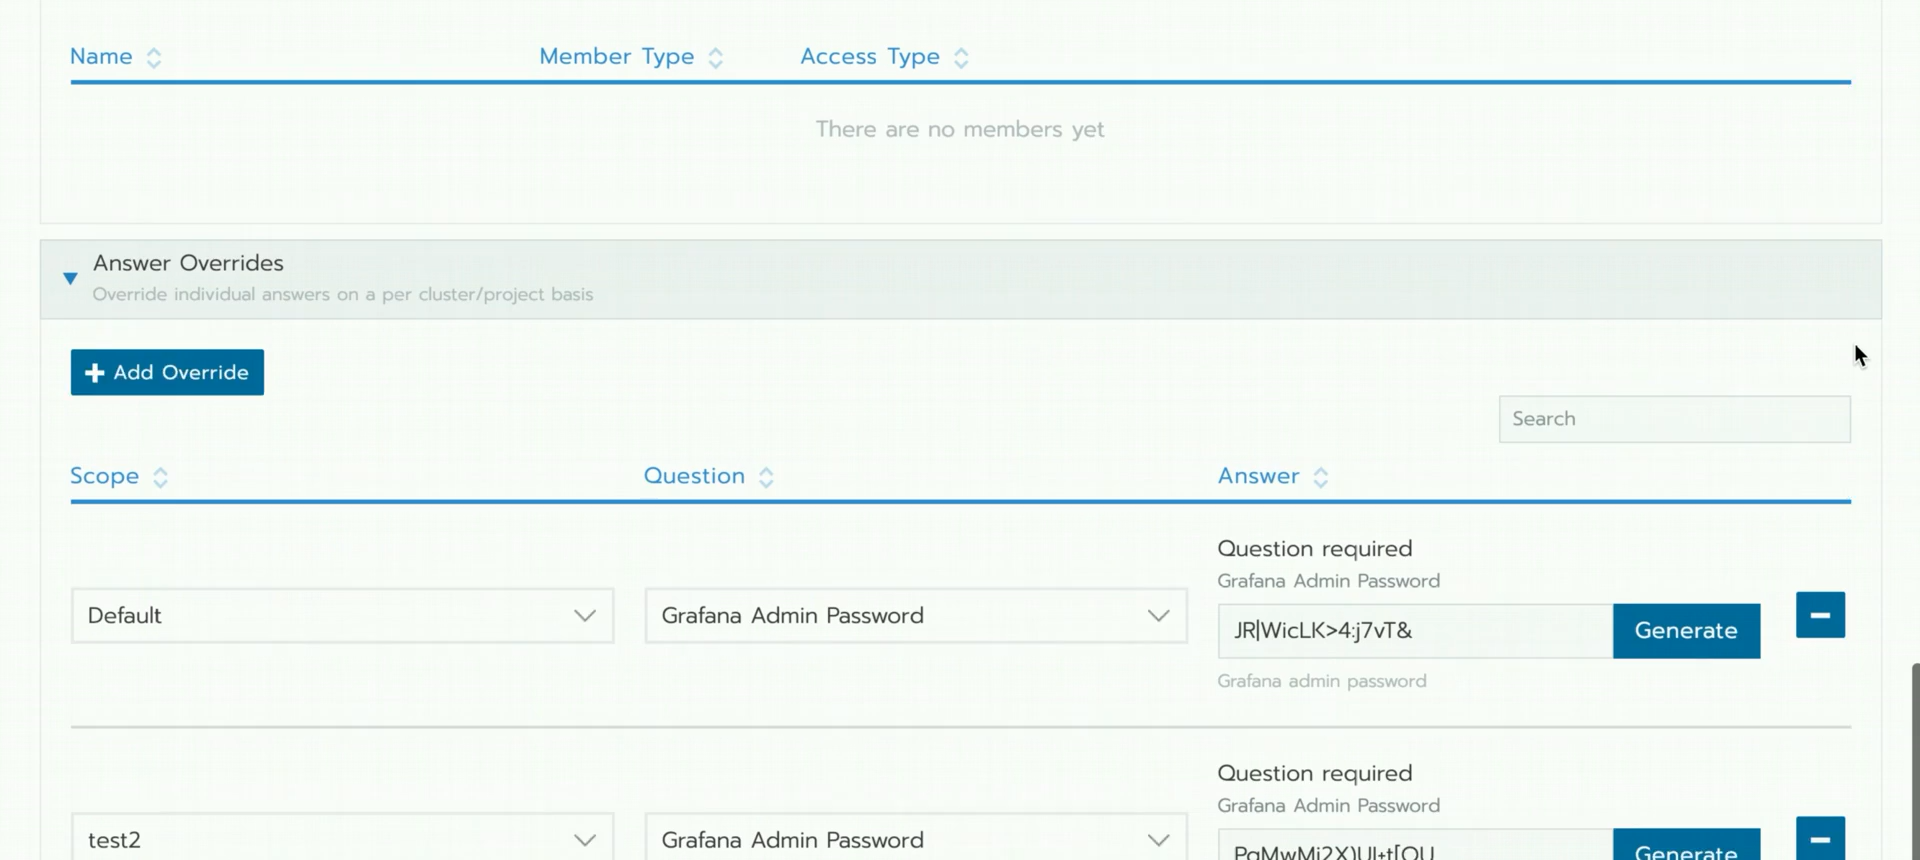 Name Member Type Access Type
There are no members yet
Answer Overrides
Override individual answers on a per cluster/project basis
Add Override
Search
Scope Question Answer
Question required
Grafana Admin Password
Default Grafana Admin Password JR|WicLK>4:j7vT& Generate
Grafana admin password
Question required
Grafana Admin Password
test2 Grafana Admin Password Generate